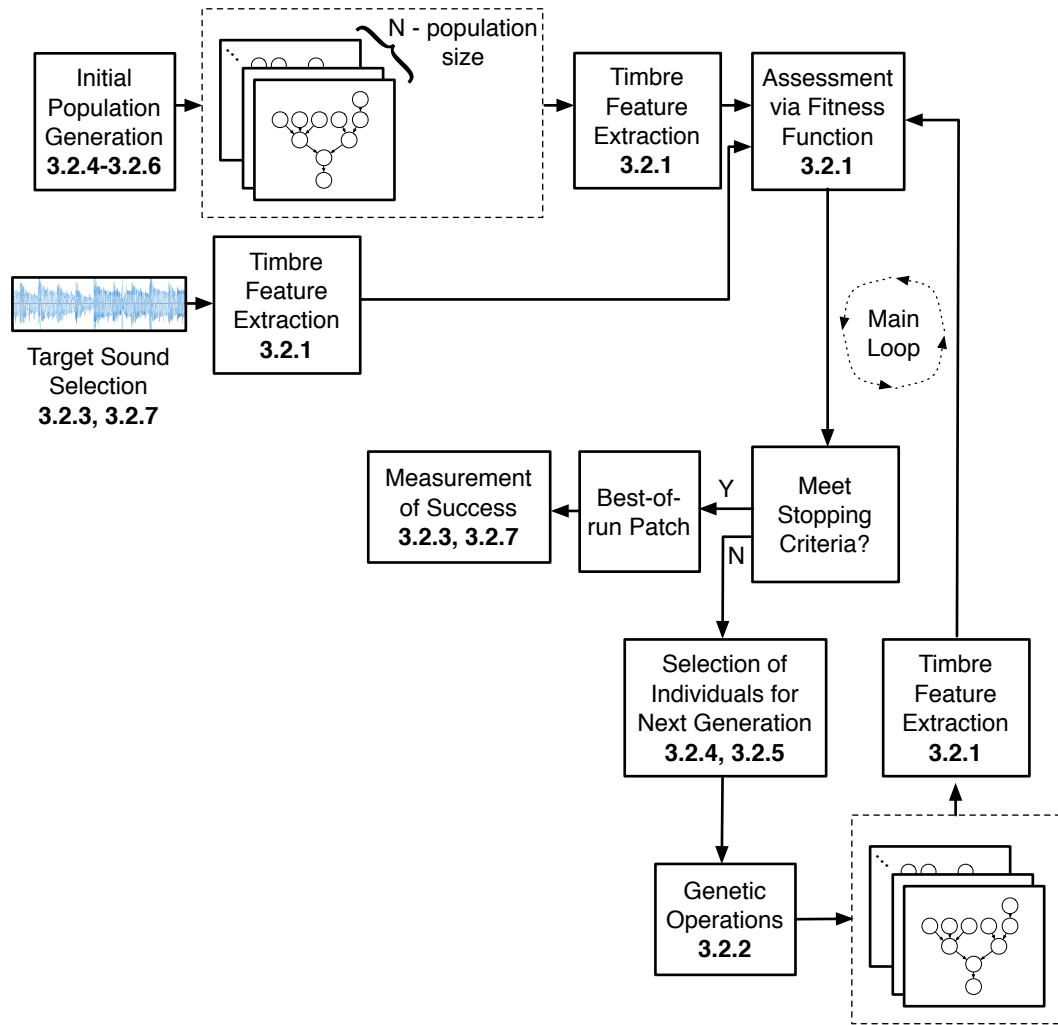 Initial
Population
Generation
3.2.4-3.2.6
N - population
size
Timbre
Feature
Extraction
3.2.1
Assessment
via Fitness
Function
3.2.1
Timbre
Feature
Extraction
3.2.1
Target Sound
Selection
3.2.3, 3.2.7
Main
Loop
Measurement
of Success
3.2.3, 3.2.7
Best-of-
run Patch
Y
N
Meet
Stopping
Criteria?
Selection of
Individuals for
Next Generation
3.2.4, 3.2.5
Timbre
Feature
Extraction
3.2.1
Genetic
Operations
3.2.2